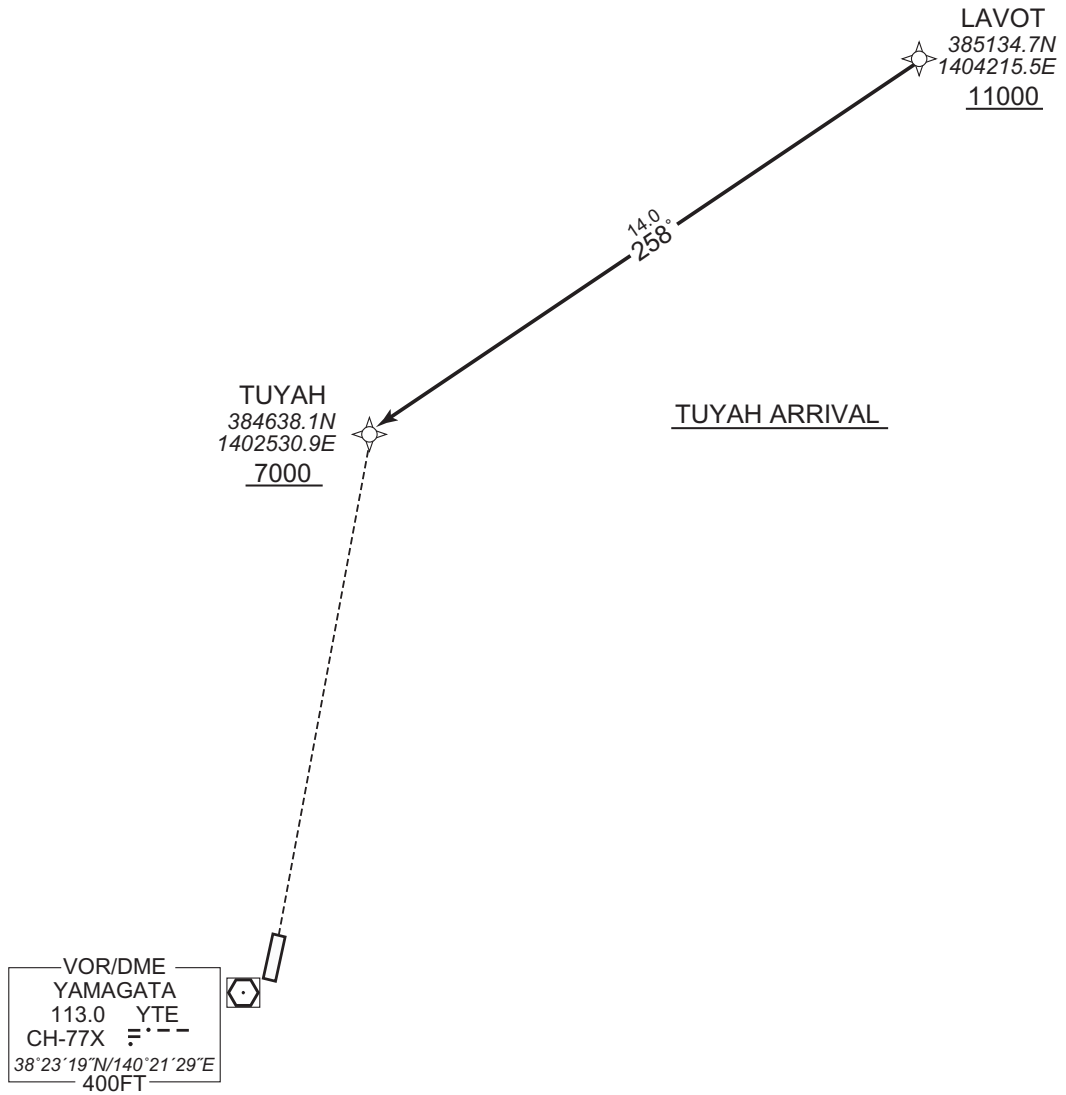 LAVOT
385134.7N
1404215.5E
11000
14.0
258°
TUYAH
384638.1N
1402530.9E
7000
TUYAH ARRIVAL
VOR/DME
YAMAGATA
113.0 YTE
CH-77X
38°23´19˝N/140°21´29˝E
400FT